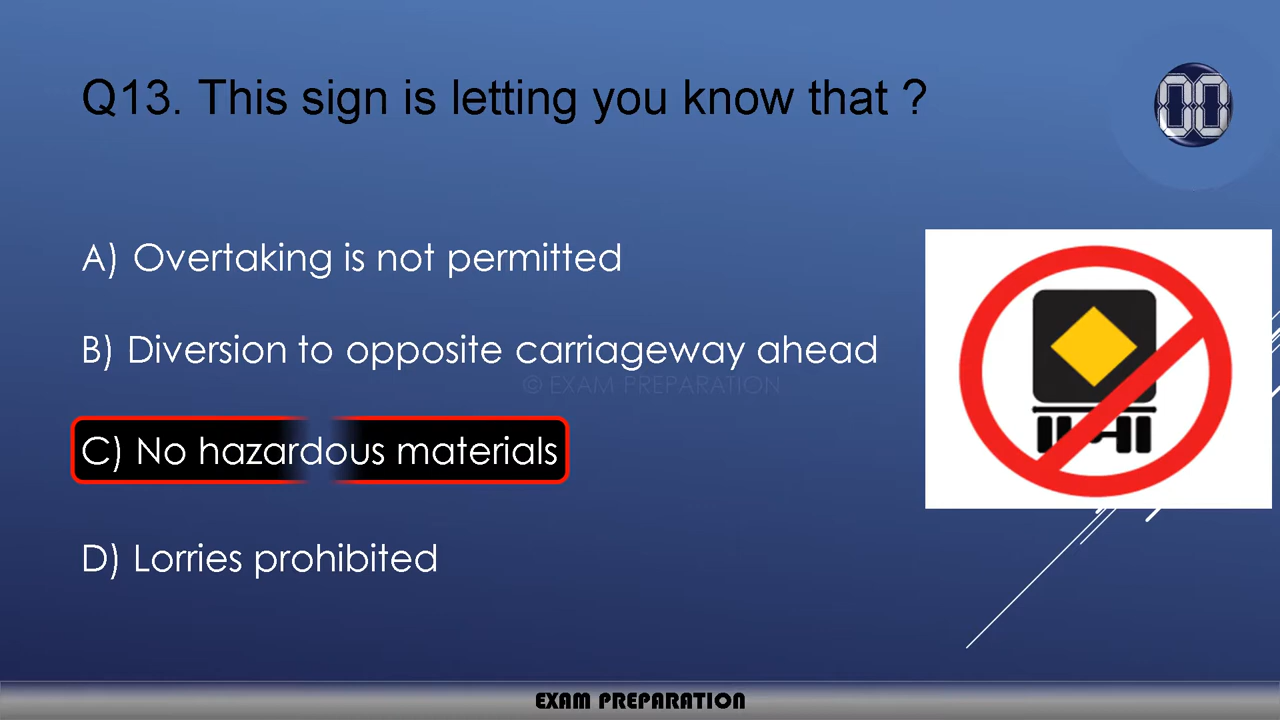 Q13. This sign is letting you know that ?
00
A) Overtaking is not permitted
B) Diversion to opposite carriageway ahead
© EXAM PREPARATION
C) No hazardous materials
D) Lorries prohibited
EXAM PREPARATION